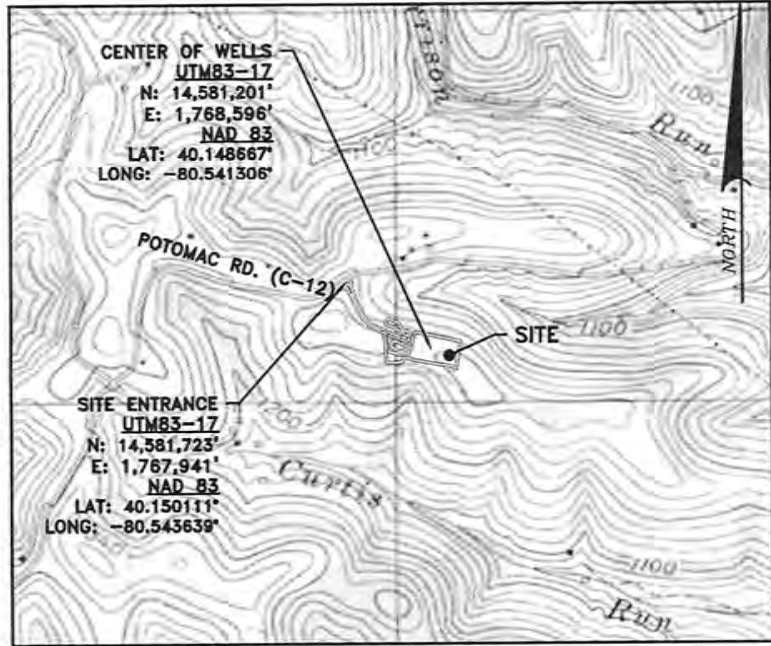 CENTER OF WELLS
UTM83-17
N: 14,581,201'
E: 1,768,596'
NAD 83
LAT: 40.148667°
LONG: -80.541306°
1100
Run
1100
NORTH
POTOMAC RD. (C-12)
SITE
1100
SITE ENTRANCE
UTM83-17
N: 14,581,723'
E: 1,767,941'
NAD 83
LAT: 40.150111°
LONG: -80.543639°
1200
Curtis
1100
Run